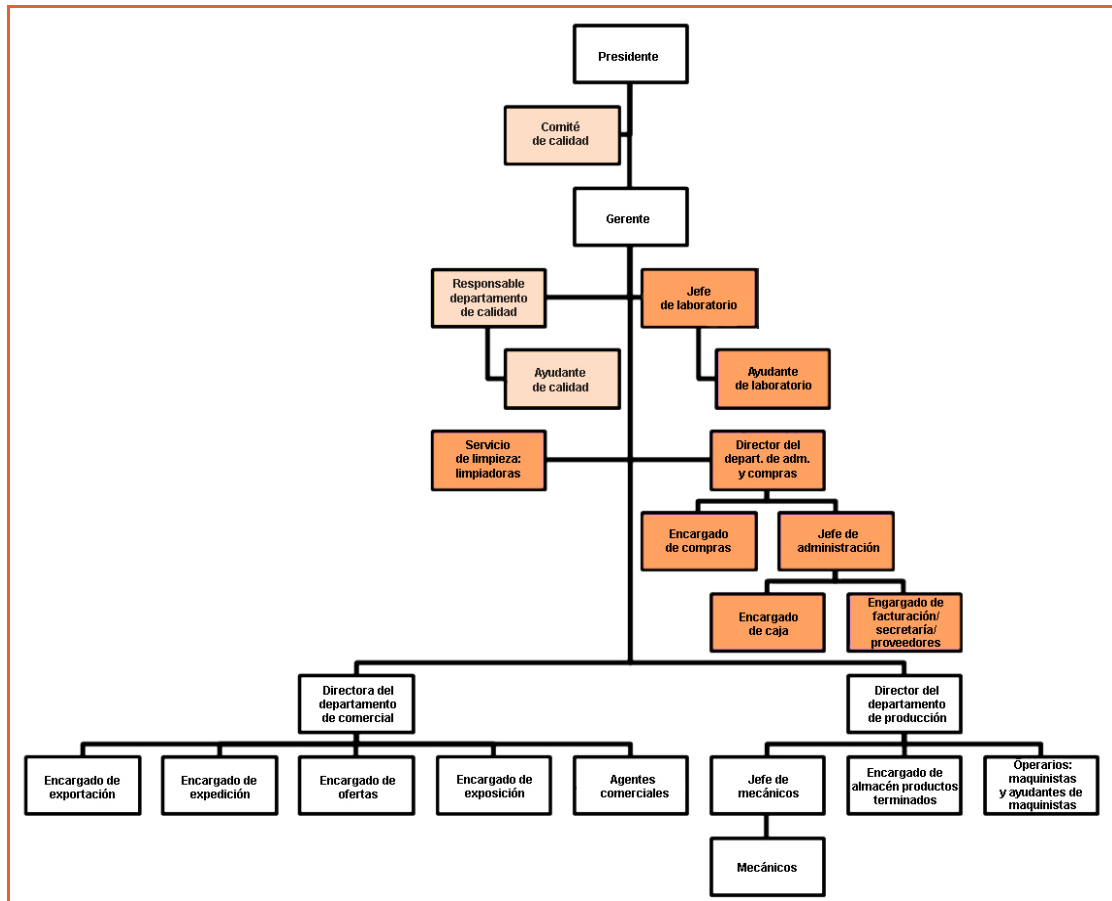 Presidente
Comité
de calidad
Gerente
Responsable
departamento
de calidad
Jefe
de laboratorio
Ayudante
de calidad
Ayudante
de laboratorio
Servicio
de limpieza:
limpiadoras
Director del
depart. de adm.
y compras
Encargado
de compras
Jefe de
administración
Encargado
de caja
Engargado de
facturación/
secretaría/
proveedores
Directora del
departamento
de comercial
Director del
departamento
de producción
Encargado de
exportación
Encargado de
expedición
Encargado de
ofertas
Encargado de
exposición
Agentes
comerciales
Jefe de
mecánicos
Encargado de
almacén productos
terminados
Operarios:
maquinistas
y ayudantes de
maquinistas
Mecánicos